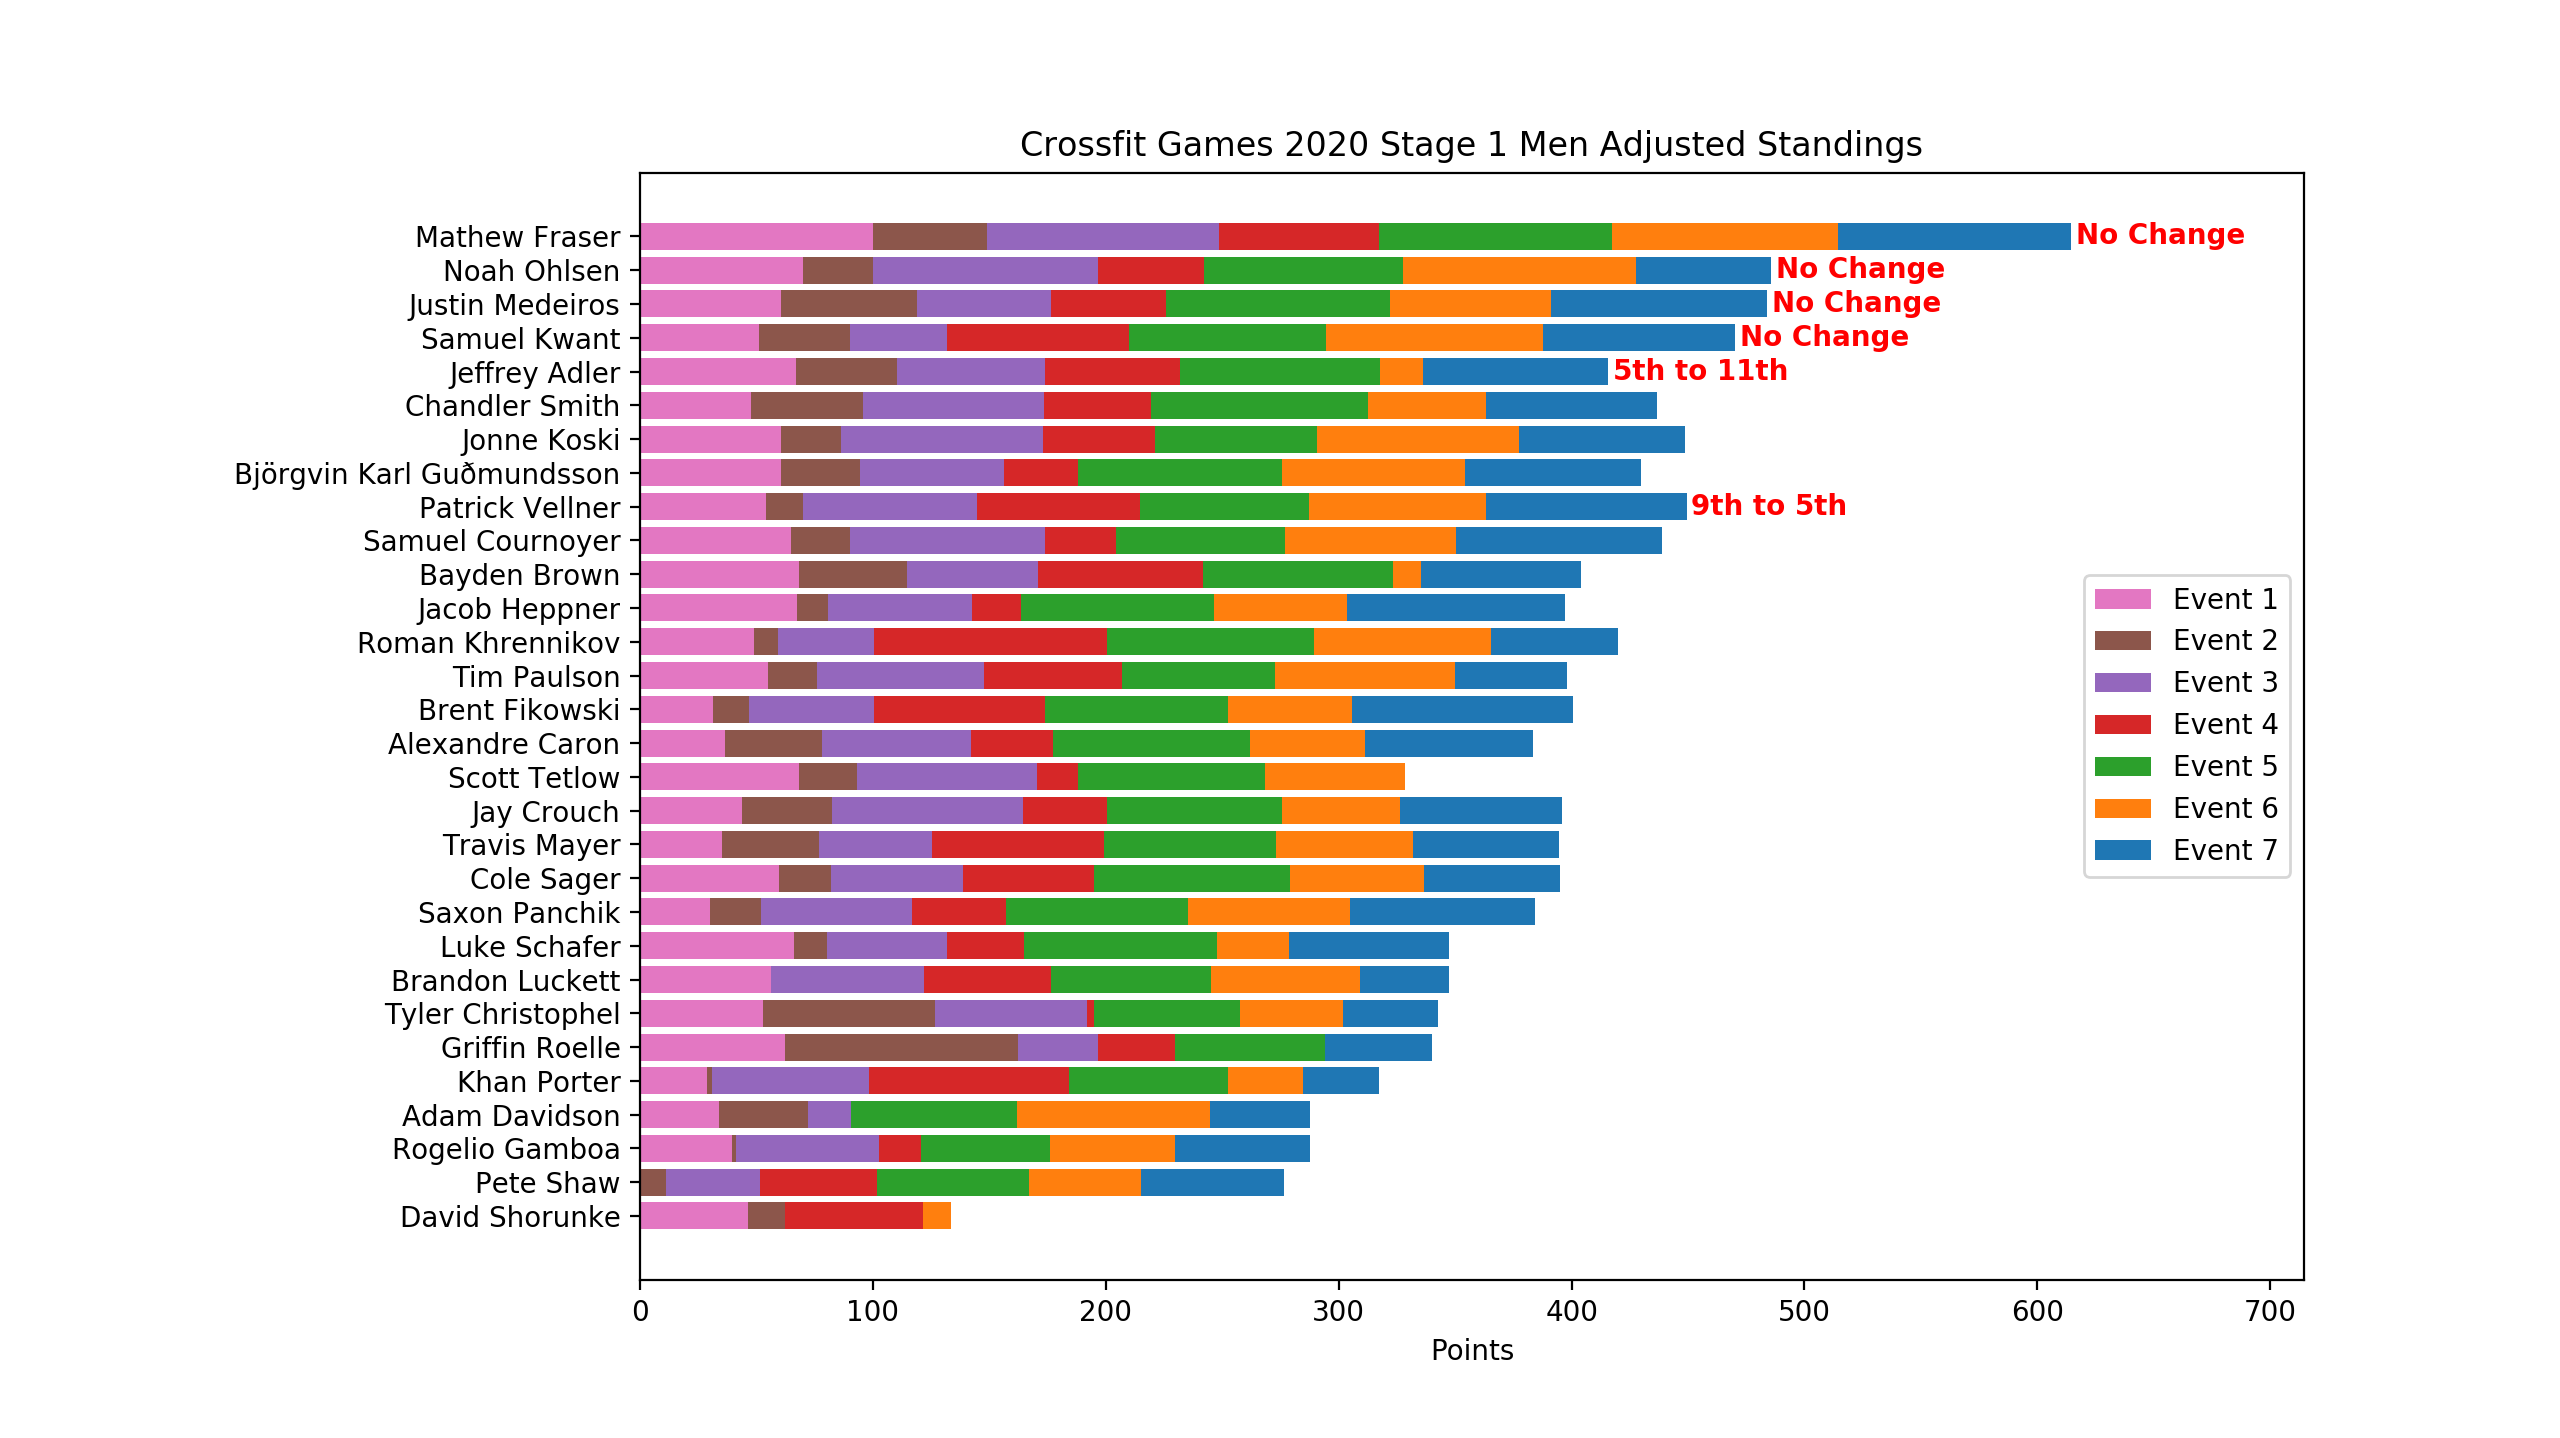 Crossfit Games 2020 Stage 1 Men Adjusted Standings
Mathew Fraser
No Change
Noah Ohlsen
No Change
Justin Medeiros
No Change
Samuel Kwant
No Change
Jeffrey Adler
5th to 11th
Chandler Smith
Jonne Koski
Björgvin Karl Guðmundsson
Patrick Vellner
9th to 5th
Samuel Cournoyer
Bayden Brown
Jacob Heppner
Roman Khrennikov
Tim Paulson
Brent Fikowski
Alexandre Caron
Scott Tetlow
Jay Crouch
Travis Mayer
Cole Sager
Saxon Panchik
Luke Schafer
Brandon Luckett
Tyler Christophel
Griffin Roelle
Khan Porter
Adam Davidson
Rogelio Gamboa
Pete Shaw
David Shorunke
Event 1
Event 2
Event 3
Event 4
Event 5
Event 6
Event 7
0 100 200 300 400 500 600 700
Points